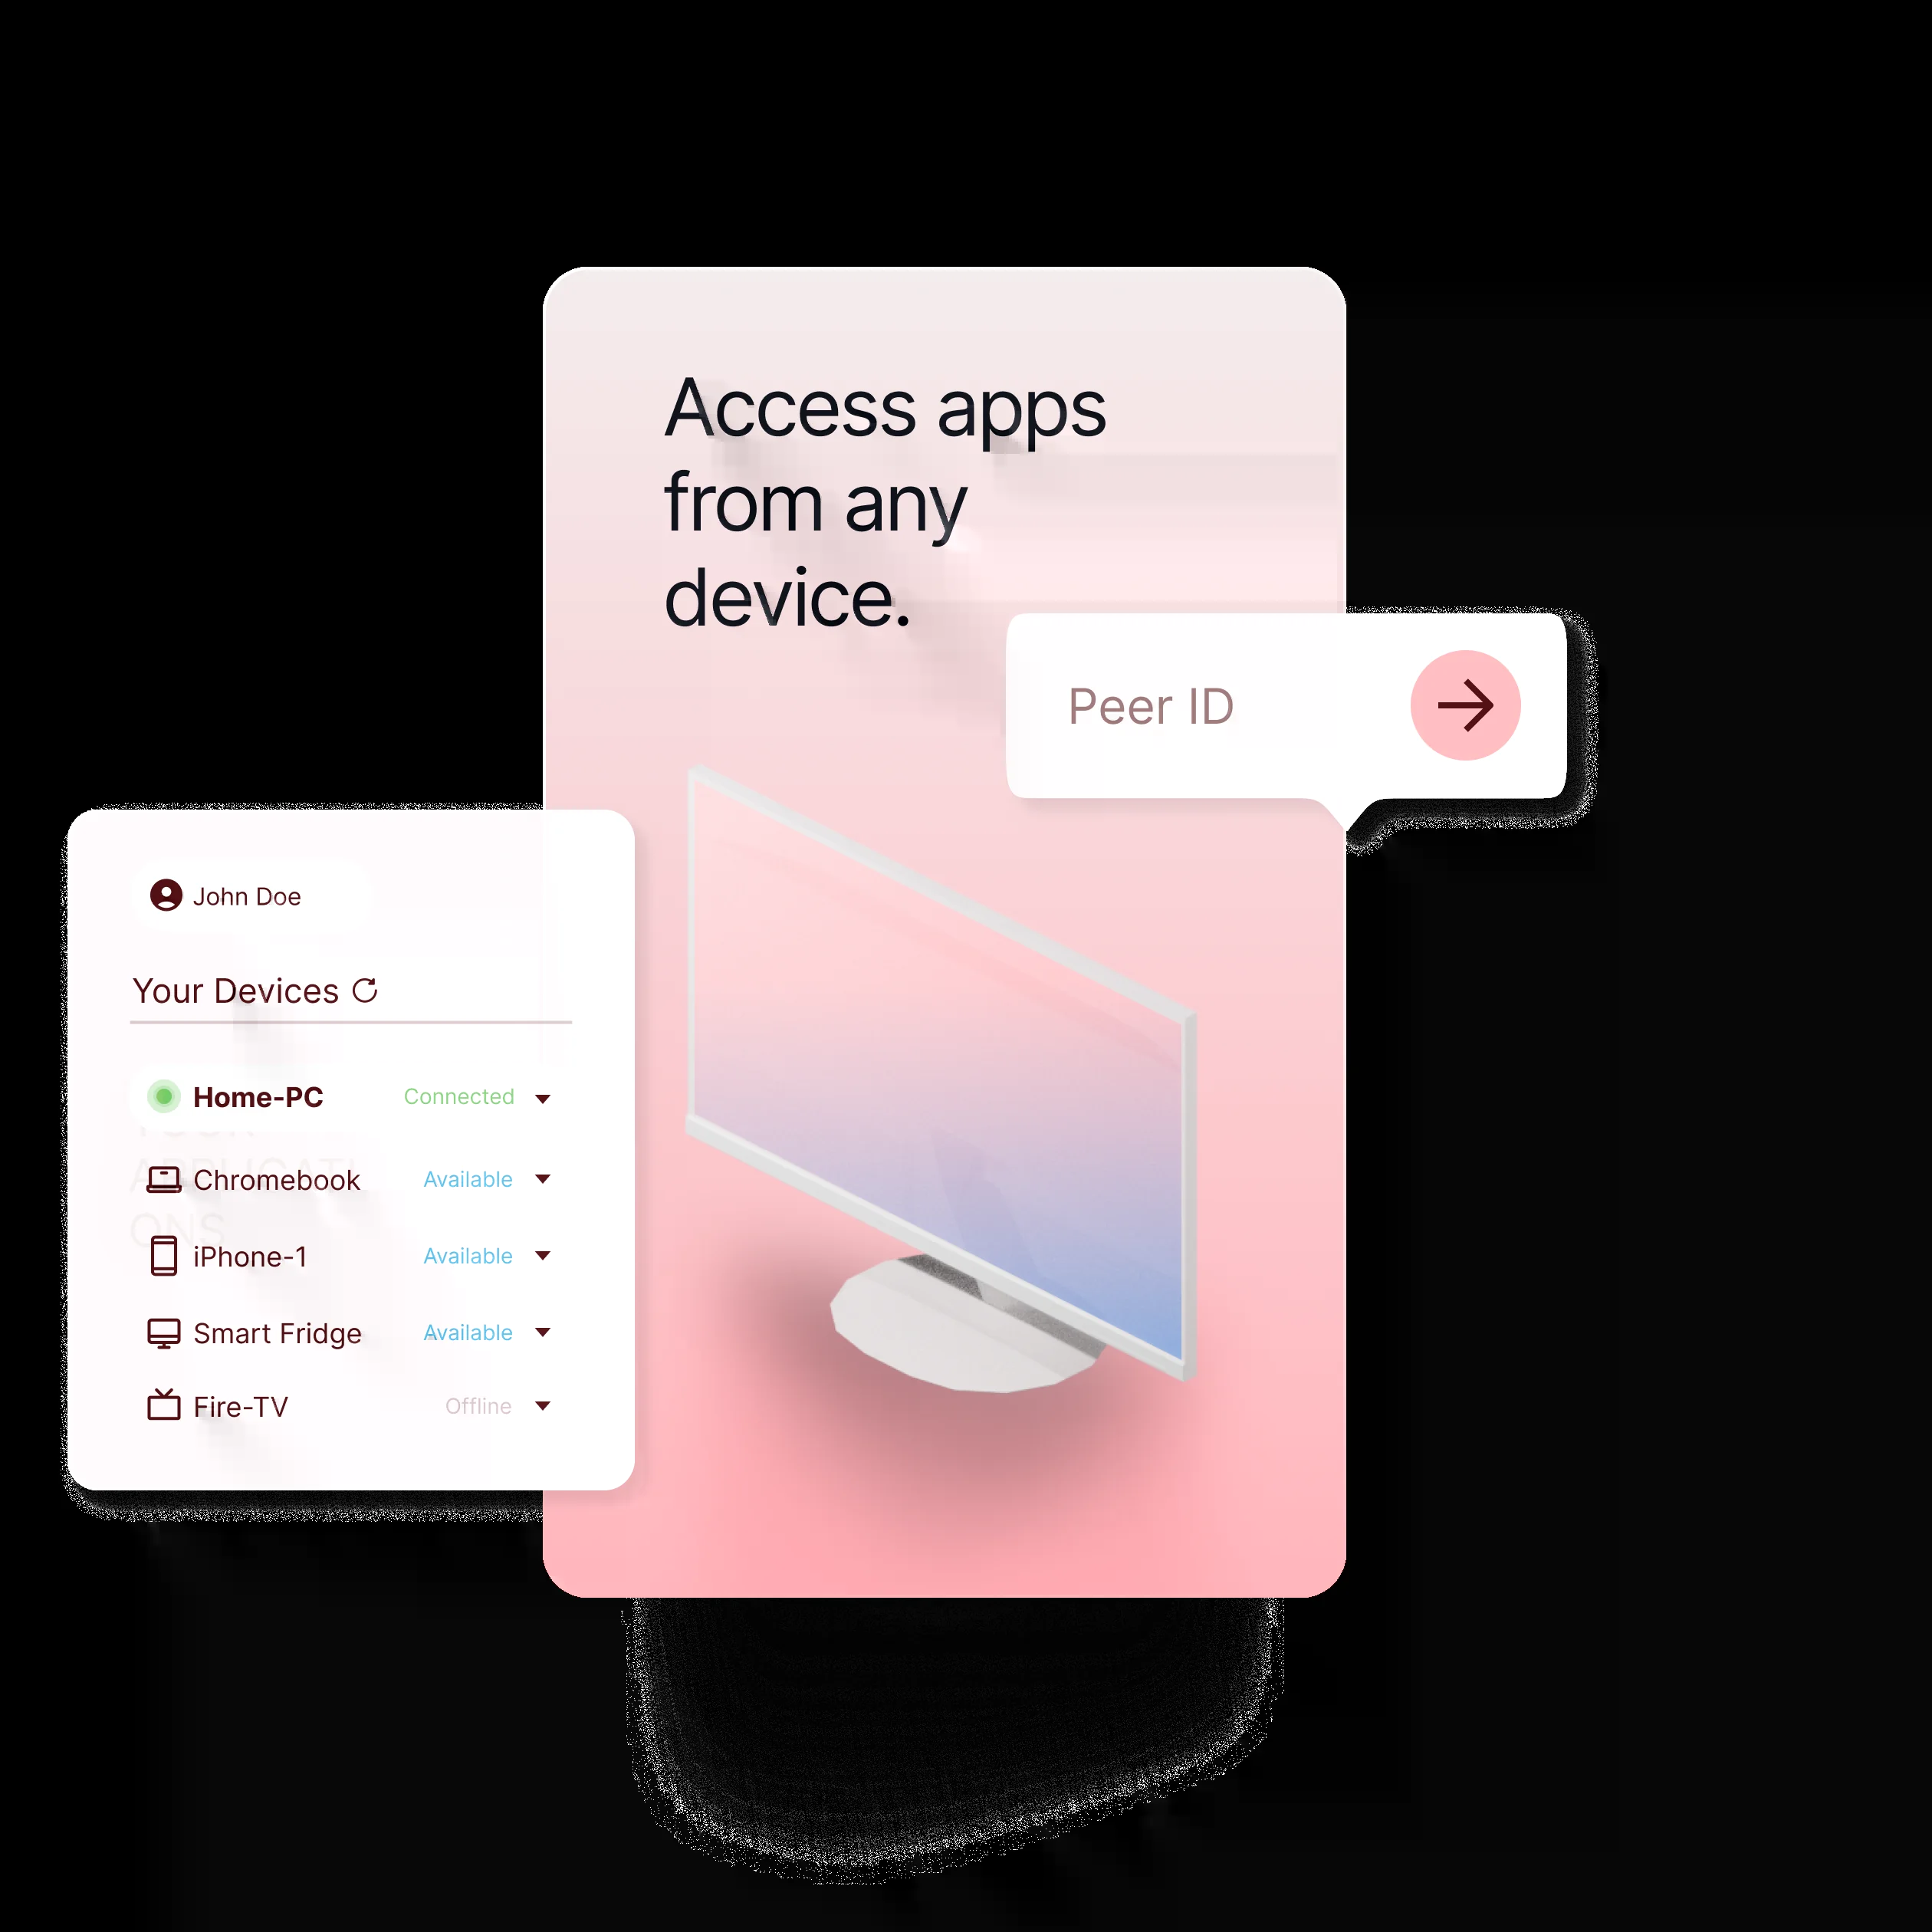 Access apps
from any
device.
Peer ID
John Doe
Your Devices
Home-PC Connected
Chromebook Available
iPhone-1 Available
Smart Fridge Available
Fire-TV Offline